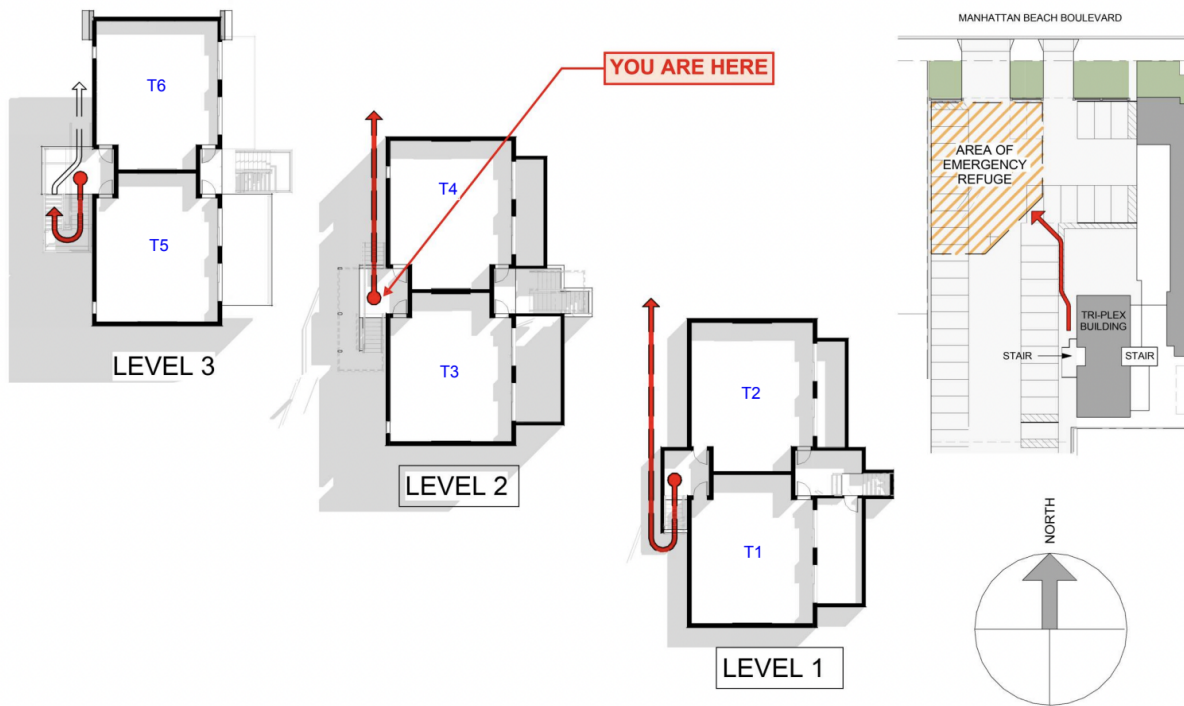 MANHATTAN BEACH BOULEVARD
YOU ARE HERE
T6
T5
LEVEL 3
T4
T3
LEVEL 2
T2
T1
LEVEL 1
AREA OF
EMERGENCY
REFUGE
TRI-PLEX
BUILDING
STAIR
STAIR
NORTH